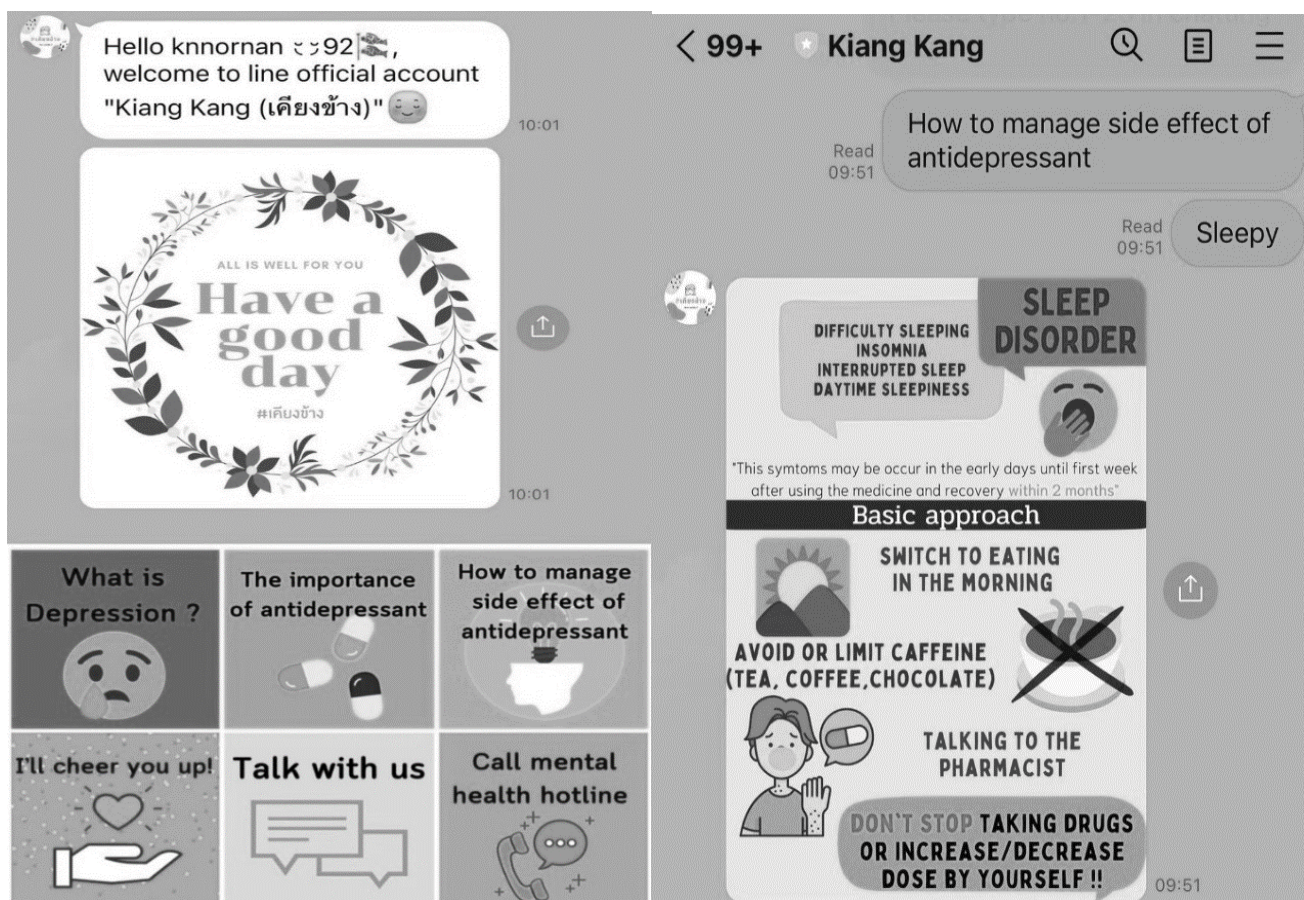 Hello knnornan ت ت92🎏,
welcome to line official account
"Kiang Kang (เคียงข้าง)" 😌
10:01
ALL IS WELL FOR YOU
Have a
good
day
#เคียงข้าง
10:01
What is
Depression ?
The importance
of antidepressant
How to manage
side effect of
antidepressant
I'll cheer you up!
Talk with us
Call mental
health hotline
99+
Kiang Kang
How to manage side effect of
antidepressant
Read
09:51
Sleepy
Read
09:51
SLEEP
DISORDER
DIFFICULTY SLEEPING
INSOMNIA
INTERRUPTED SLEEP
DAYTIME SLEEPINESS
"This symtoms may be occur in the early days until first week
after using the medicine and recovery within 2 months"
Basic approach
SWITCH TO EATING
IN THE MORNING
AVOID OR LIMIT CAFFEINE
(TEA, COFFEE,CHOCOLATE)
TALKING TO THE
PHARMACIST
DON'T STOP TAKING DRUGS
OR INCREASE/DECREASE
DOSE BY YOURSELF !!
09:51